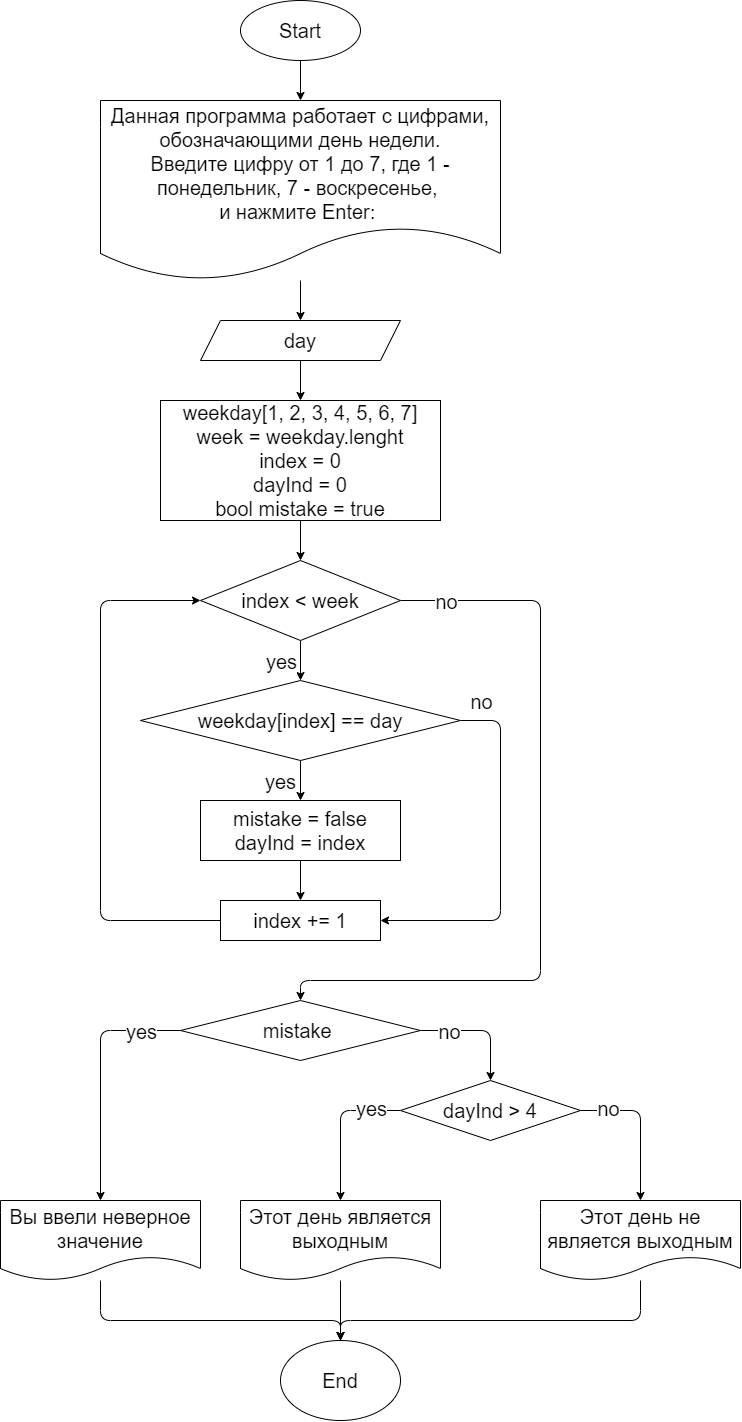 Start
Данная программа работает с цифрами,
обозначающими день недели.
Введите цифру от 1 до 7, где 1 -
понедельник, 7 - воскресенье,
и нажмите Enter:
day
weekday[1, 2, 3, 4, 5, 6, 7]
week = weekday.lenght
index = 0
dayInd = 0
bool mistake = true
index < week
no
yes
weekday[index] == day
no
yes
mistake = false
dayInd = index
index += 1
mistake
yes
no
dayInd > 4
yes
no
Вы ввели неверное
значение
Этот день является
выходным
Этот день не
является выходным
End